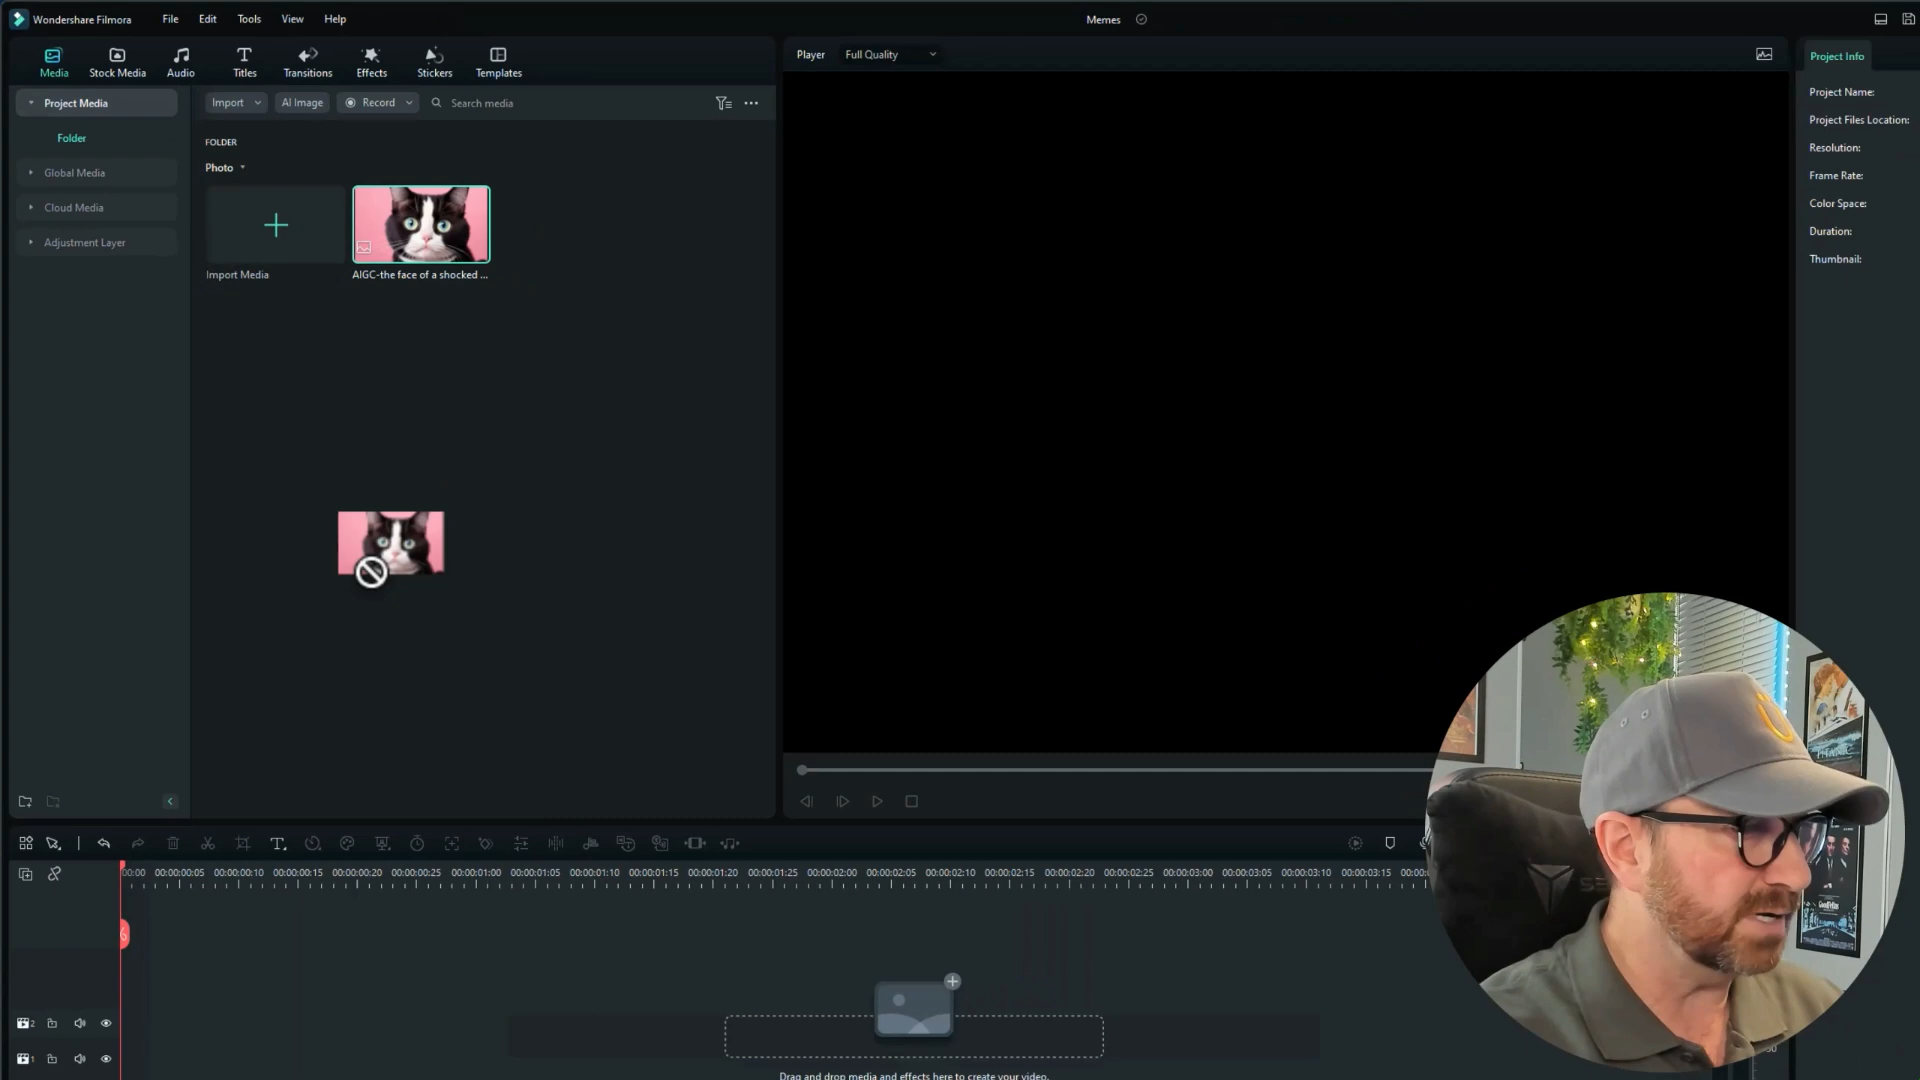 Wondershare Filmora File Edit Tools View Help Memes
Media Stock Media Audio Titles Transitions Effects Stickers Templates
Player Full Quality
Project Info
Project Media
Import AI Image Record Search media
Folder
Global Media
Cloud Media
Adjustment Layer
FOLDER
Photo
Import Media
AIGC-the face of a shocked ...
Project Name:
Project Files Location:
Resolution:
Frame Rate:
Color Space:
Duration:
Thumbnail:
TITANIC
GoodFellas
00:00 00:00:00:05 00:00:00:10 00:00:00:15 00:00:00:20 00:00:00:25 00:00:01:00 00:00:01:05 00:00:01:10 00:00:01:15 00:00:01:20 00:00:01:25 00:00:02:00 00:00:02:05 00:00:02:10 00:00:02:15 00:00:02:20 00:00:02:25 00:00:03:00 00:00:03:05 00:00:03:10 00:00:03:15
2
1
Drag and drop media and effects here to create your video.